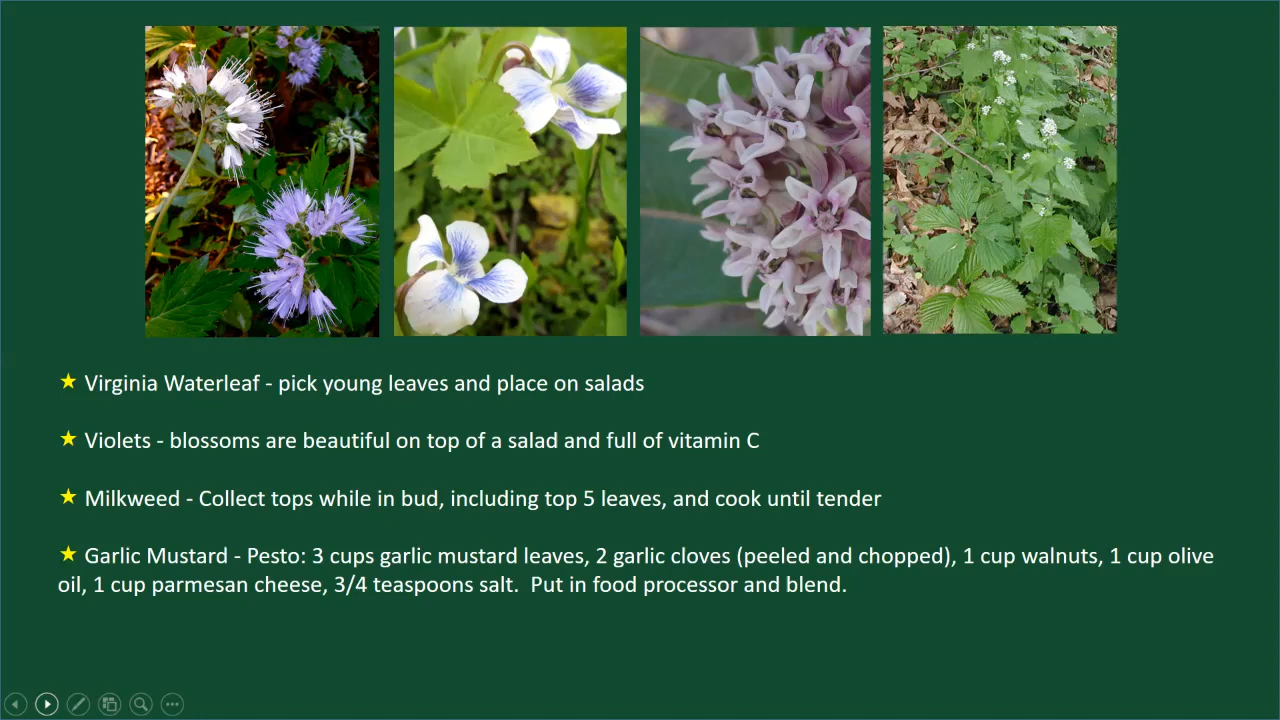 ★ Virginia Waterleaf - pick young leaves and place on salads
★ Violets - blossoms are beautiful on top of a salad and full of vitamin C
★ Milkweed - Collect tops while in bud, including top 5 leaves, and cook until tender
★ Garlic Mustard - Pesto: 3 cups garlic mustard leaves, 2 garlic cloves (peeled and chopped), 1 cup walnuts, 1 cup olive
oil, 1 cup parmesan cheese, 3/4 teaspoons salt.  Put in food processor and blend.